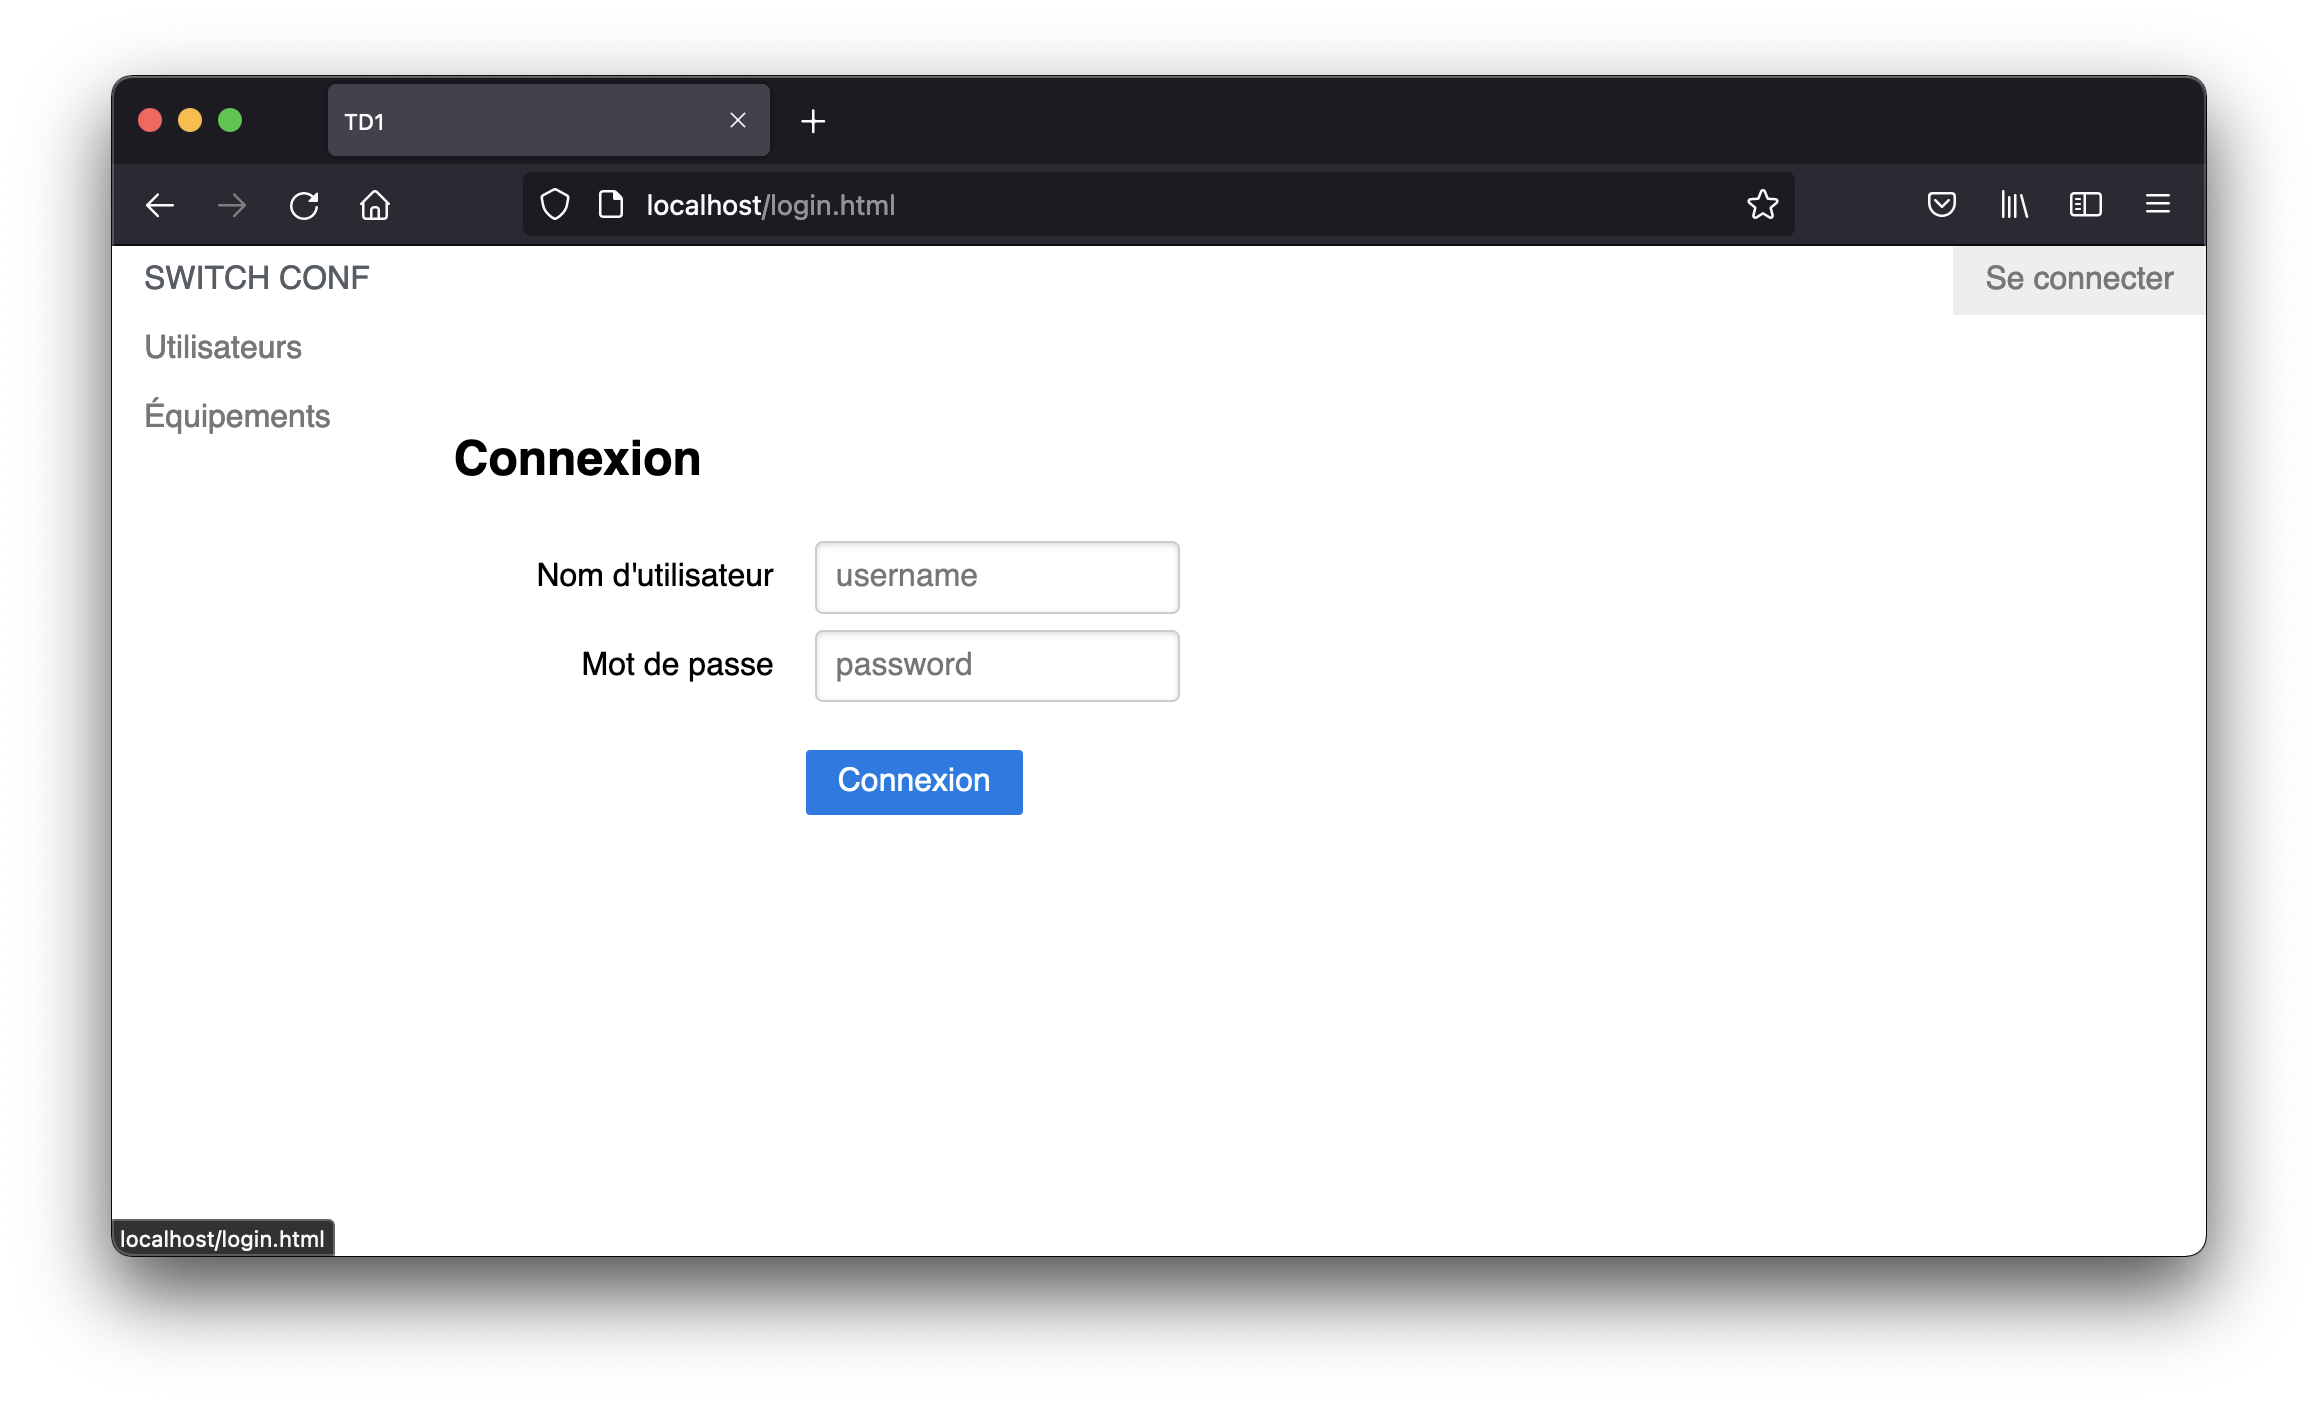 TD1
localhost/login.html
SWITCH CONF
Se connecter
Utilisateurs
Équipements
Connexion
Nom d'utilisateur
username
Mot de passe
password
Connexion
localhost/login.html